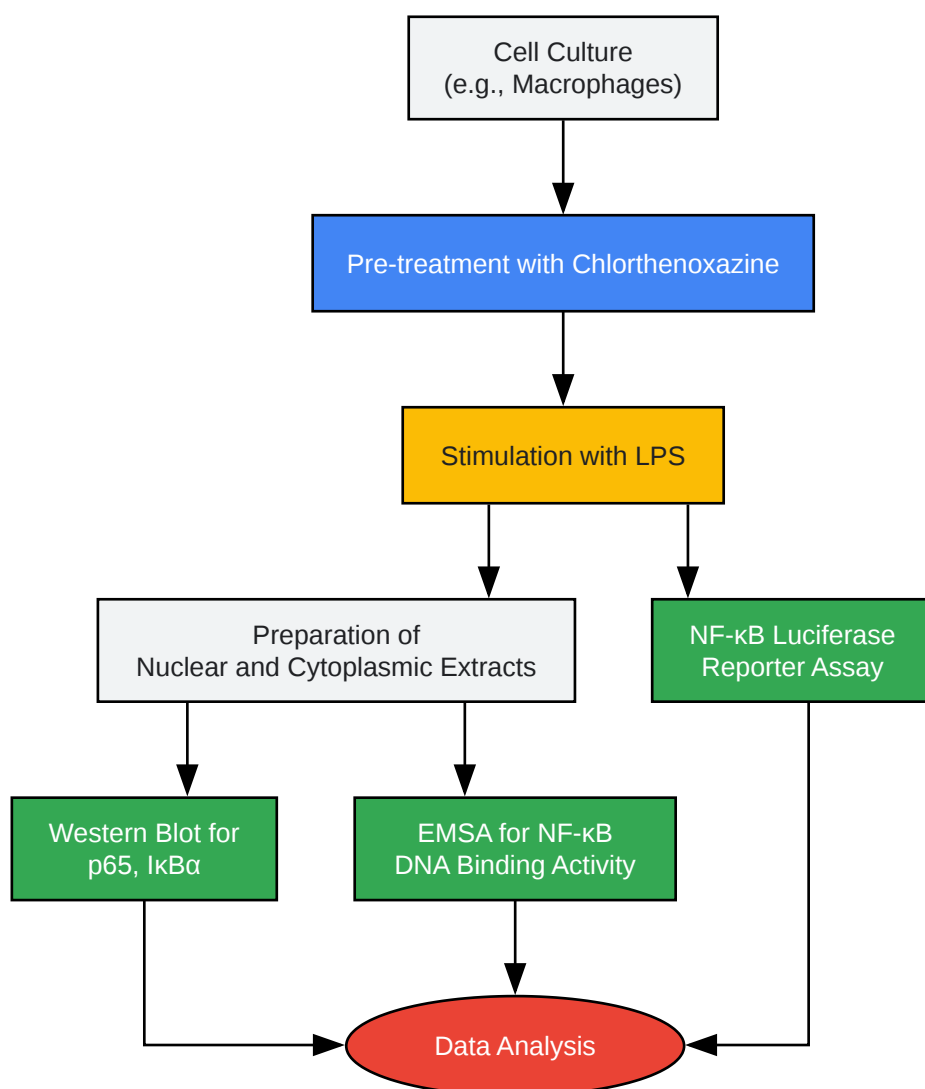 Cell Culture
(e.g., Macrophages)
Pre-treatment with Chlorthenoxazine
Stimulation with LPS
Preparation of
Nuclear and Cytoplasmic Extracts
NF-κB Luciferase
Reporter Assay
Western Blot for
p65, IκBα
EMSA for NF-κB
DNA Binding Activity
Data Analysis